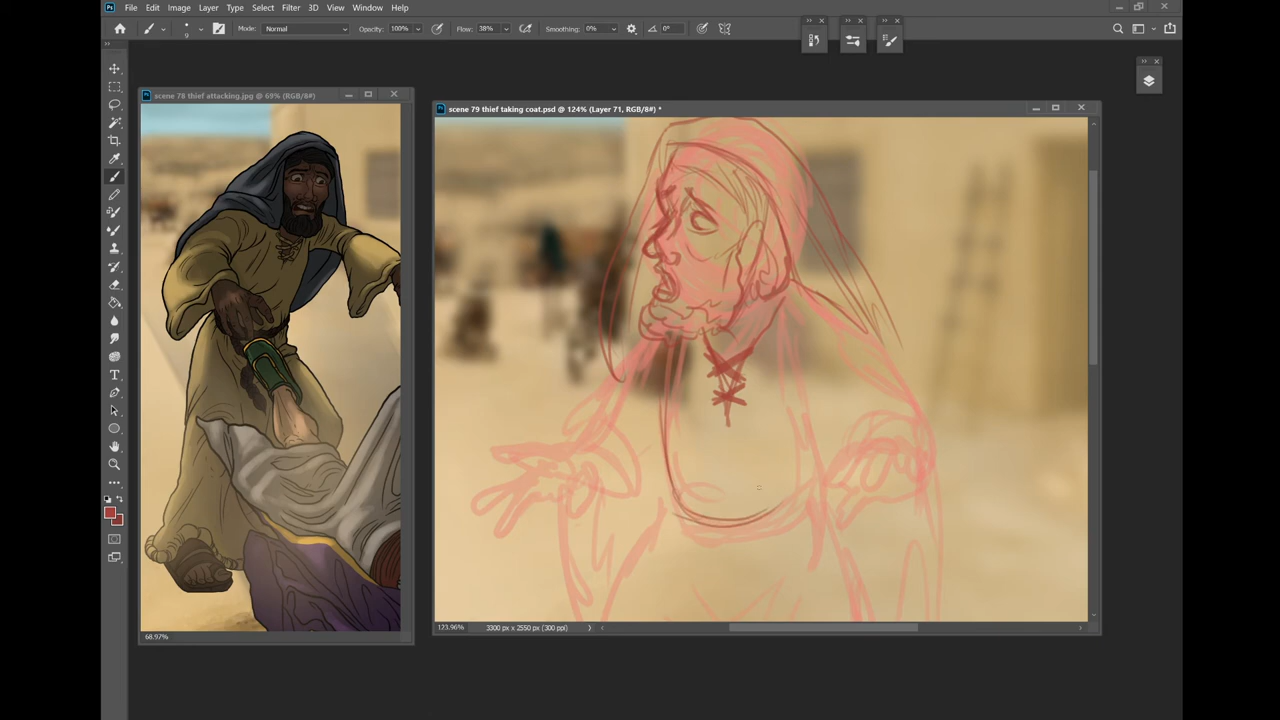 Ps File Edit Image Layer Type Select Filter 3D View Window Help
9 Mode: Normal Opacity: 100% Flow: 38% Smoothing: 0% 0°
scene 78 thief attacking.jpg @ 69% (RGB/8#)
scene 79 thief taking coat.psd @ 124% (Layer 71, RGB/8#) *
68.97%
123.96% 3300 px x 2550 px (300 ppi)